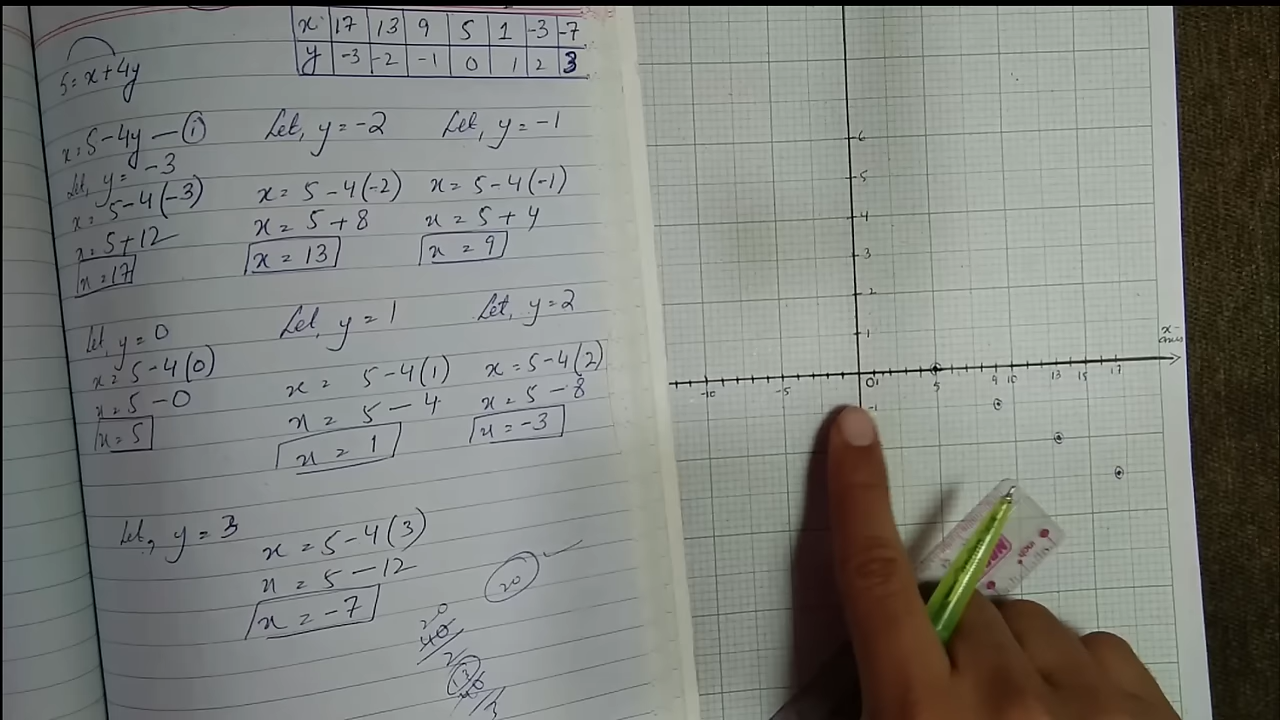 x: 17 13 9 5 1 -3 -7
y -3 -2 -1 0 1 2 3
5 = x + 4y
x = 5 - 4y — ①
Let, y = -3
x = 5 - 4(-3)
x = 5 + 12
x = 17
Let, y = -2
x = 5 - 4(-2)
x = 5 + 8
x = 13
Let, y = -1
x = 5 - 4(-1)
x = 5 + 4
x = 9
Let, y = 0
x = 5 - 4(0)
x = 5 - 0
x = 5
Let, y = 1
x = 5 - 4(1)
x = 5 - 4
x = 1
Let, y = 2
x = 5 - 4(2)
x = 5 - 8
x = -3
Let, y = 3
x = 5 - 4(3)
x = 5 - 12
x = -7
20
20
40
2
6
5
4
3
2
1
x-
axis
-10 -5 0 1 5 9 10 13 15 17
-1